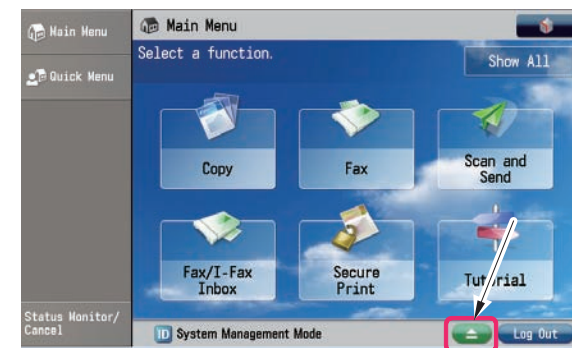 Main Menu
Quick Menu
Status Monitor/
Cancel
Main Menu
Select a function.
Show All
Copy
Fax
Scan and
Send
Fax/I-Fax
Inbox
Secure
Print
Tutorial
ID System Management Mode
Log Out